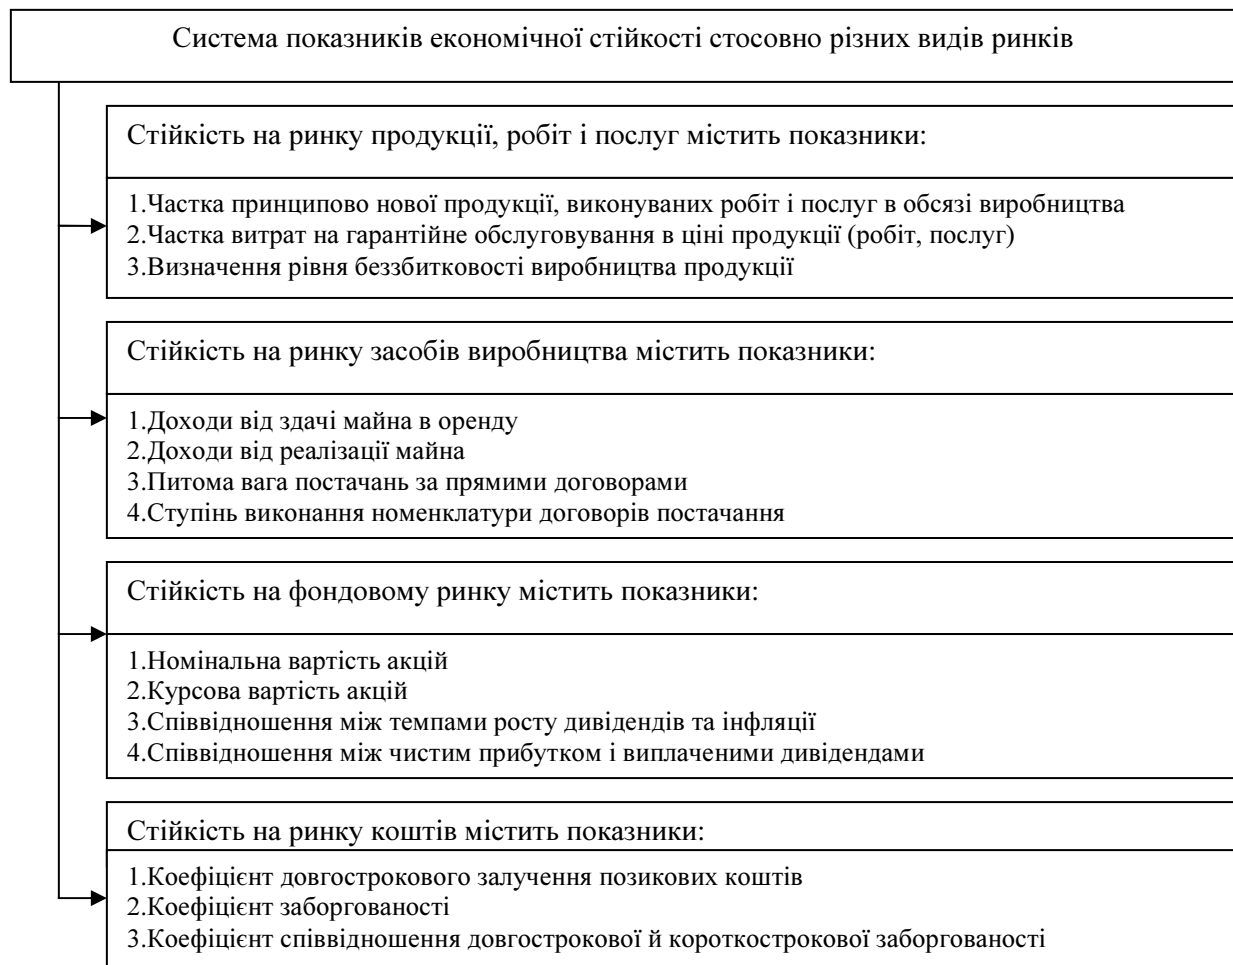 Система показників економічної стійкості стосовно різних видів ринків
Стійкість на ринку продукції, робіт і послуг містить показники:
1.Частка принципово нової продукції, виконуваних робіт і послуг в обсязі виробництва
2.Частка витрат на гарантійне обслуговування в ціні продукції (робіт, послуг)
3.Визначення рівня беззбитковості виробництва продукції
Стійкість на ринку засобів виробництва містить показники:
1.Доходи від здачі майна в оренду
2.Доходи від реалізації майна
3.Питома вага постачань за прямими договорами
4.Ступінь виконання номенклатури договорів постачання
Стійкість на фондовому ринку містить показники:
1.Номінальна вартість акцій
2.Курсова вартість акцій
3.Співвідношення між темпами росту дивідендів та інфляції
4.Співвідношення між чистим прибутком і виплаченими дивідендами
Стійкість на ринку коштів містить показники:
1.Коефіцієнт довгострокового залучення позикових коштів
2.Коефіцієнт заборгованості
3.Коефіцієнт співвідношення довгострокової й короткострокової заборгованості